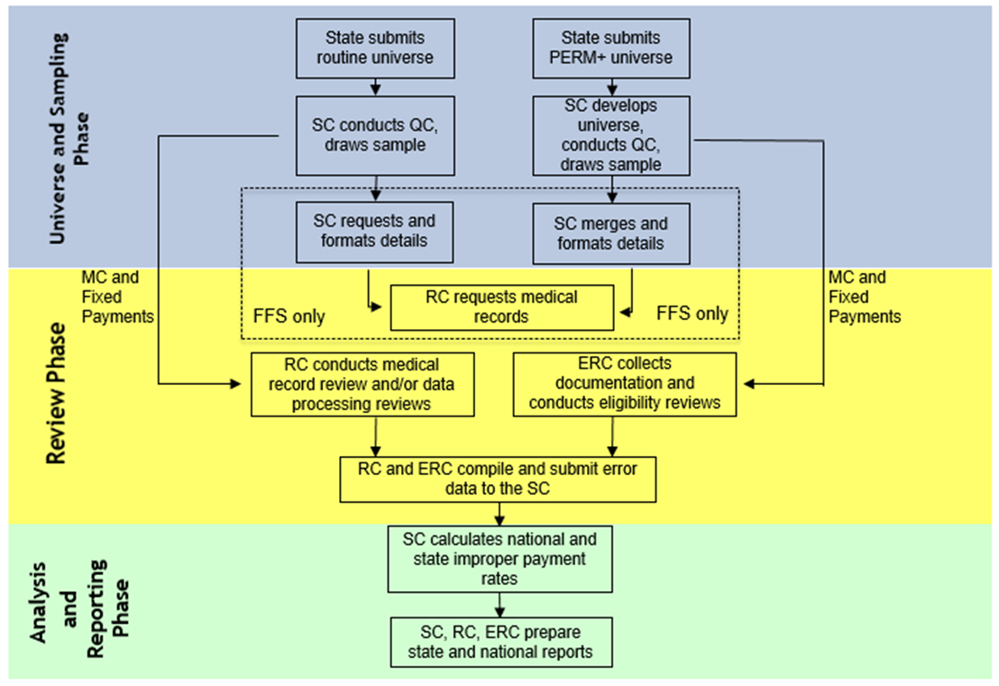 Universe and Sampling
Phase
State submits
routine universe
State submits
PERM+ universe
SC conducts QC,
draws sample
SC develops
universe,
conducts QC,
draws sample
SC requests and
formats details
SC merges and
formats details
Review Phase
MC and
Fixed
Payments
RC requests medical
records
MC and
Fixed
Payments
FFS only
FFS only
RC conducts medical
record review and/or data
processing reviews
ERC collects
documentation and
conducts eligibility reviews
RC and ERC compile and submit error
data to the SC
Analysis
and
Reporting
Phase
SC calculates national and
state improper payment
rates
SC, RC, ERC prepare
state and national reports